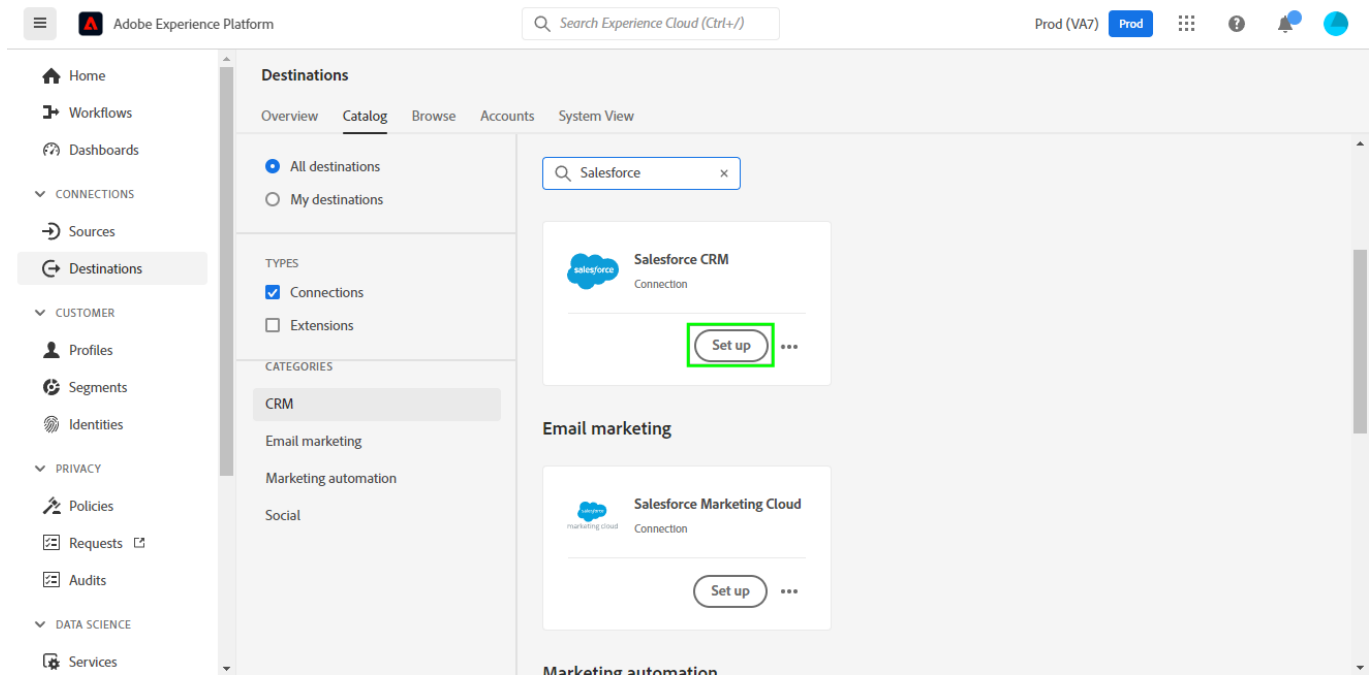 Adobe Experience Platform
Search Experience Cloud (Ctrl+/)
Prod (VA7)
Prod
Home
Workflows
Dashboards
CONNECTIONS
Sources
Destinations
CUSTOMER
Profiles
Segments
Identities
PRIVACY
Policies
Requests
Audits
DATA SCIENCE
Services
Destinations
Overview Catalog Browse Accounts System View
All destinations
My destinations
TYPES
Connections
Extensions
CATEGORIES
CRM
Email marketing
Marketing automation
Social
Salesforce
salesforce
Salesforce CRM
Connection
Set up
Email marketing
salesforce
marketing cloud
Salesforce Marketing Cloud
Connection
Set up
Marketing automation